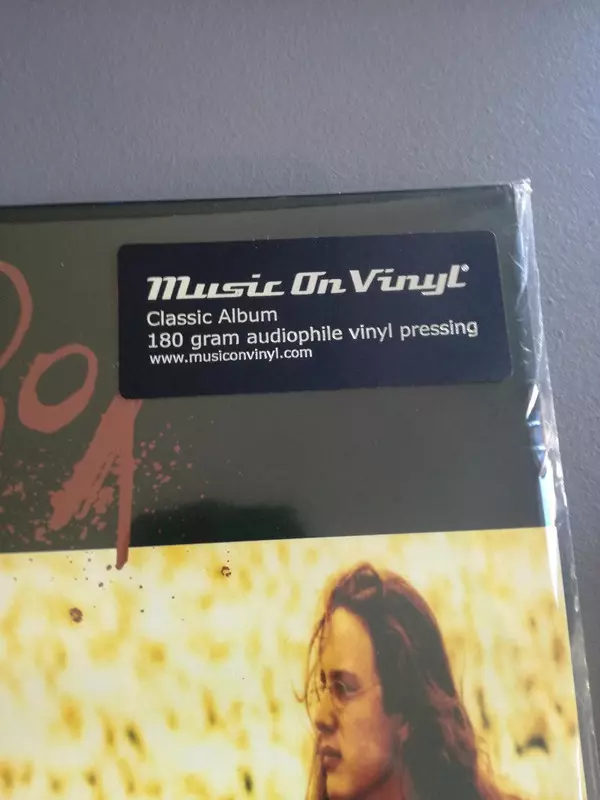 Music On Vinyl®
Classic Album
180 gram audiophile vinyl pressing
www.musiconvinyl.com